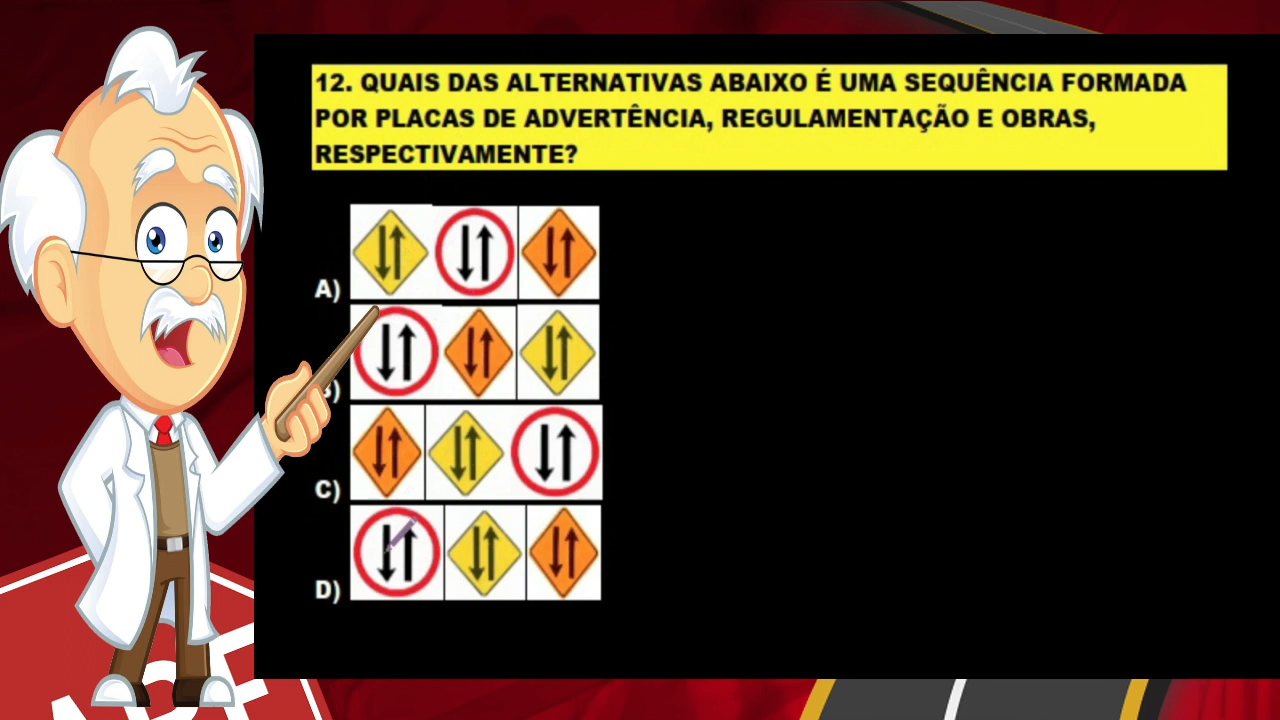 12. QUAIS DAS ALTERNATIVAS ABAIXO É UMA SEQUÊNCIA FORMADA
POR PLACAS DE ADVERTÊNCIA, REGULAMENTAÇÃO E OBRAS,
RESPECTIVAMENTE?
A)
B)
C)
D)